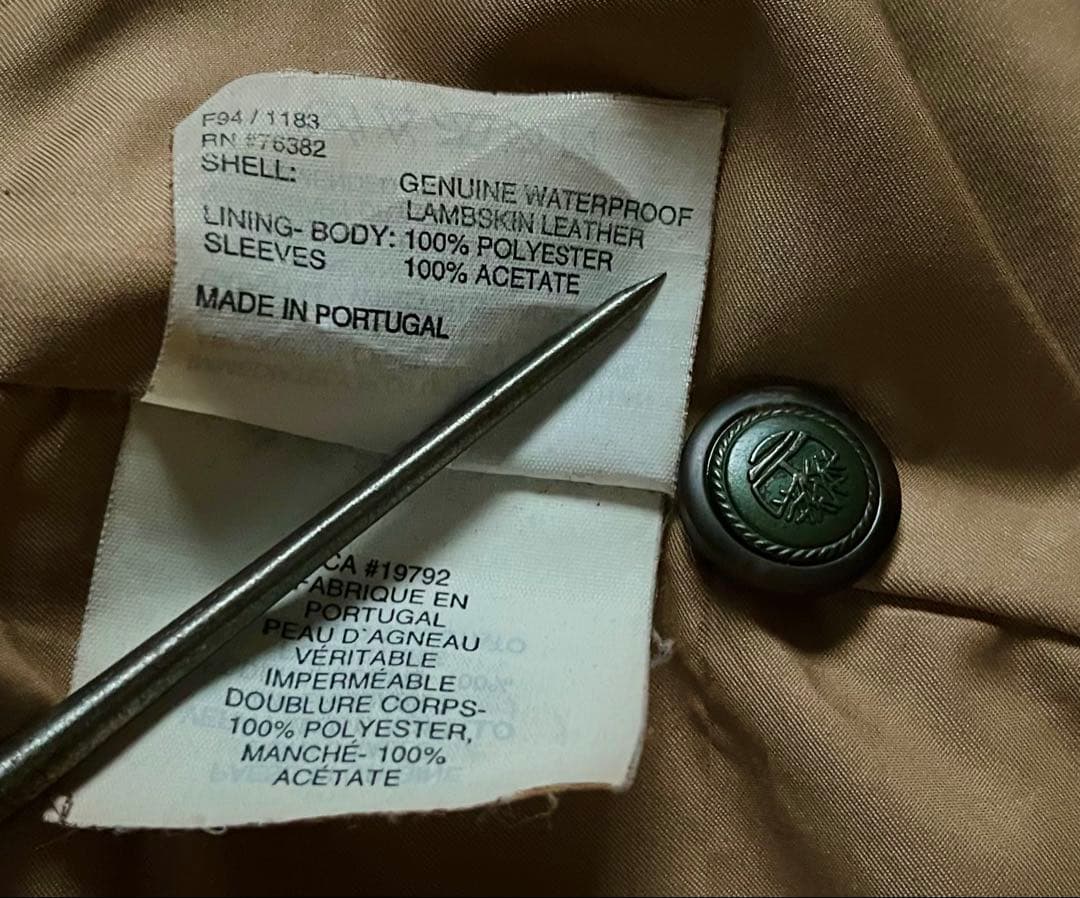 F94 / 1183
RN #76382
SHELL: GENUINE WATERPROOF
LAMBSKIN LEATHER
LINING- BODY: 100% POLYESTER
SLEEVES 100% ACETATE
MADE IN PORTUGAL
CA #19792
FABRIQUE EN
PORTUGAL
PEAU D'AGNEAU
VÉRITABLE
IMPERMÉABLE
DOUBLURE CORPS-
100% POLYESTER,
MANCHÉ- 100%
ACÉTATE